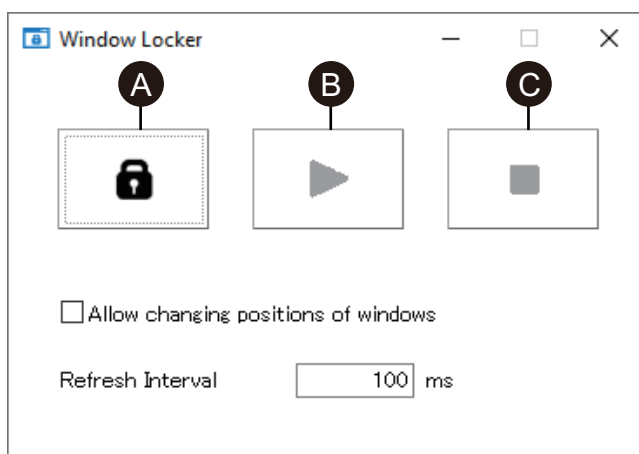 Window Locker
A B C
Allow changing positions of windows
Refresh Interval 100 ms